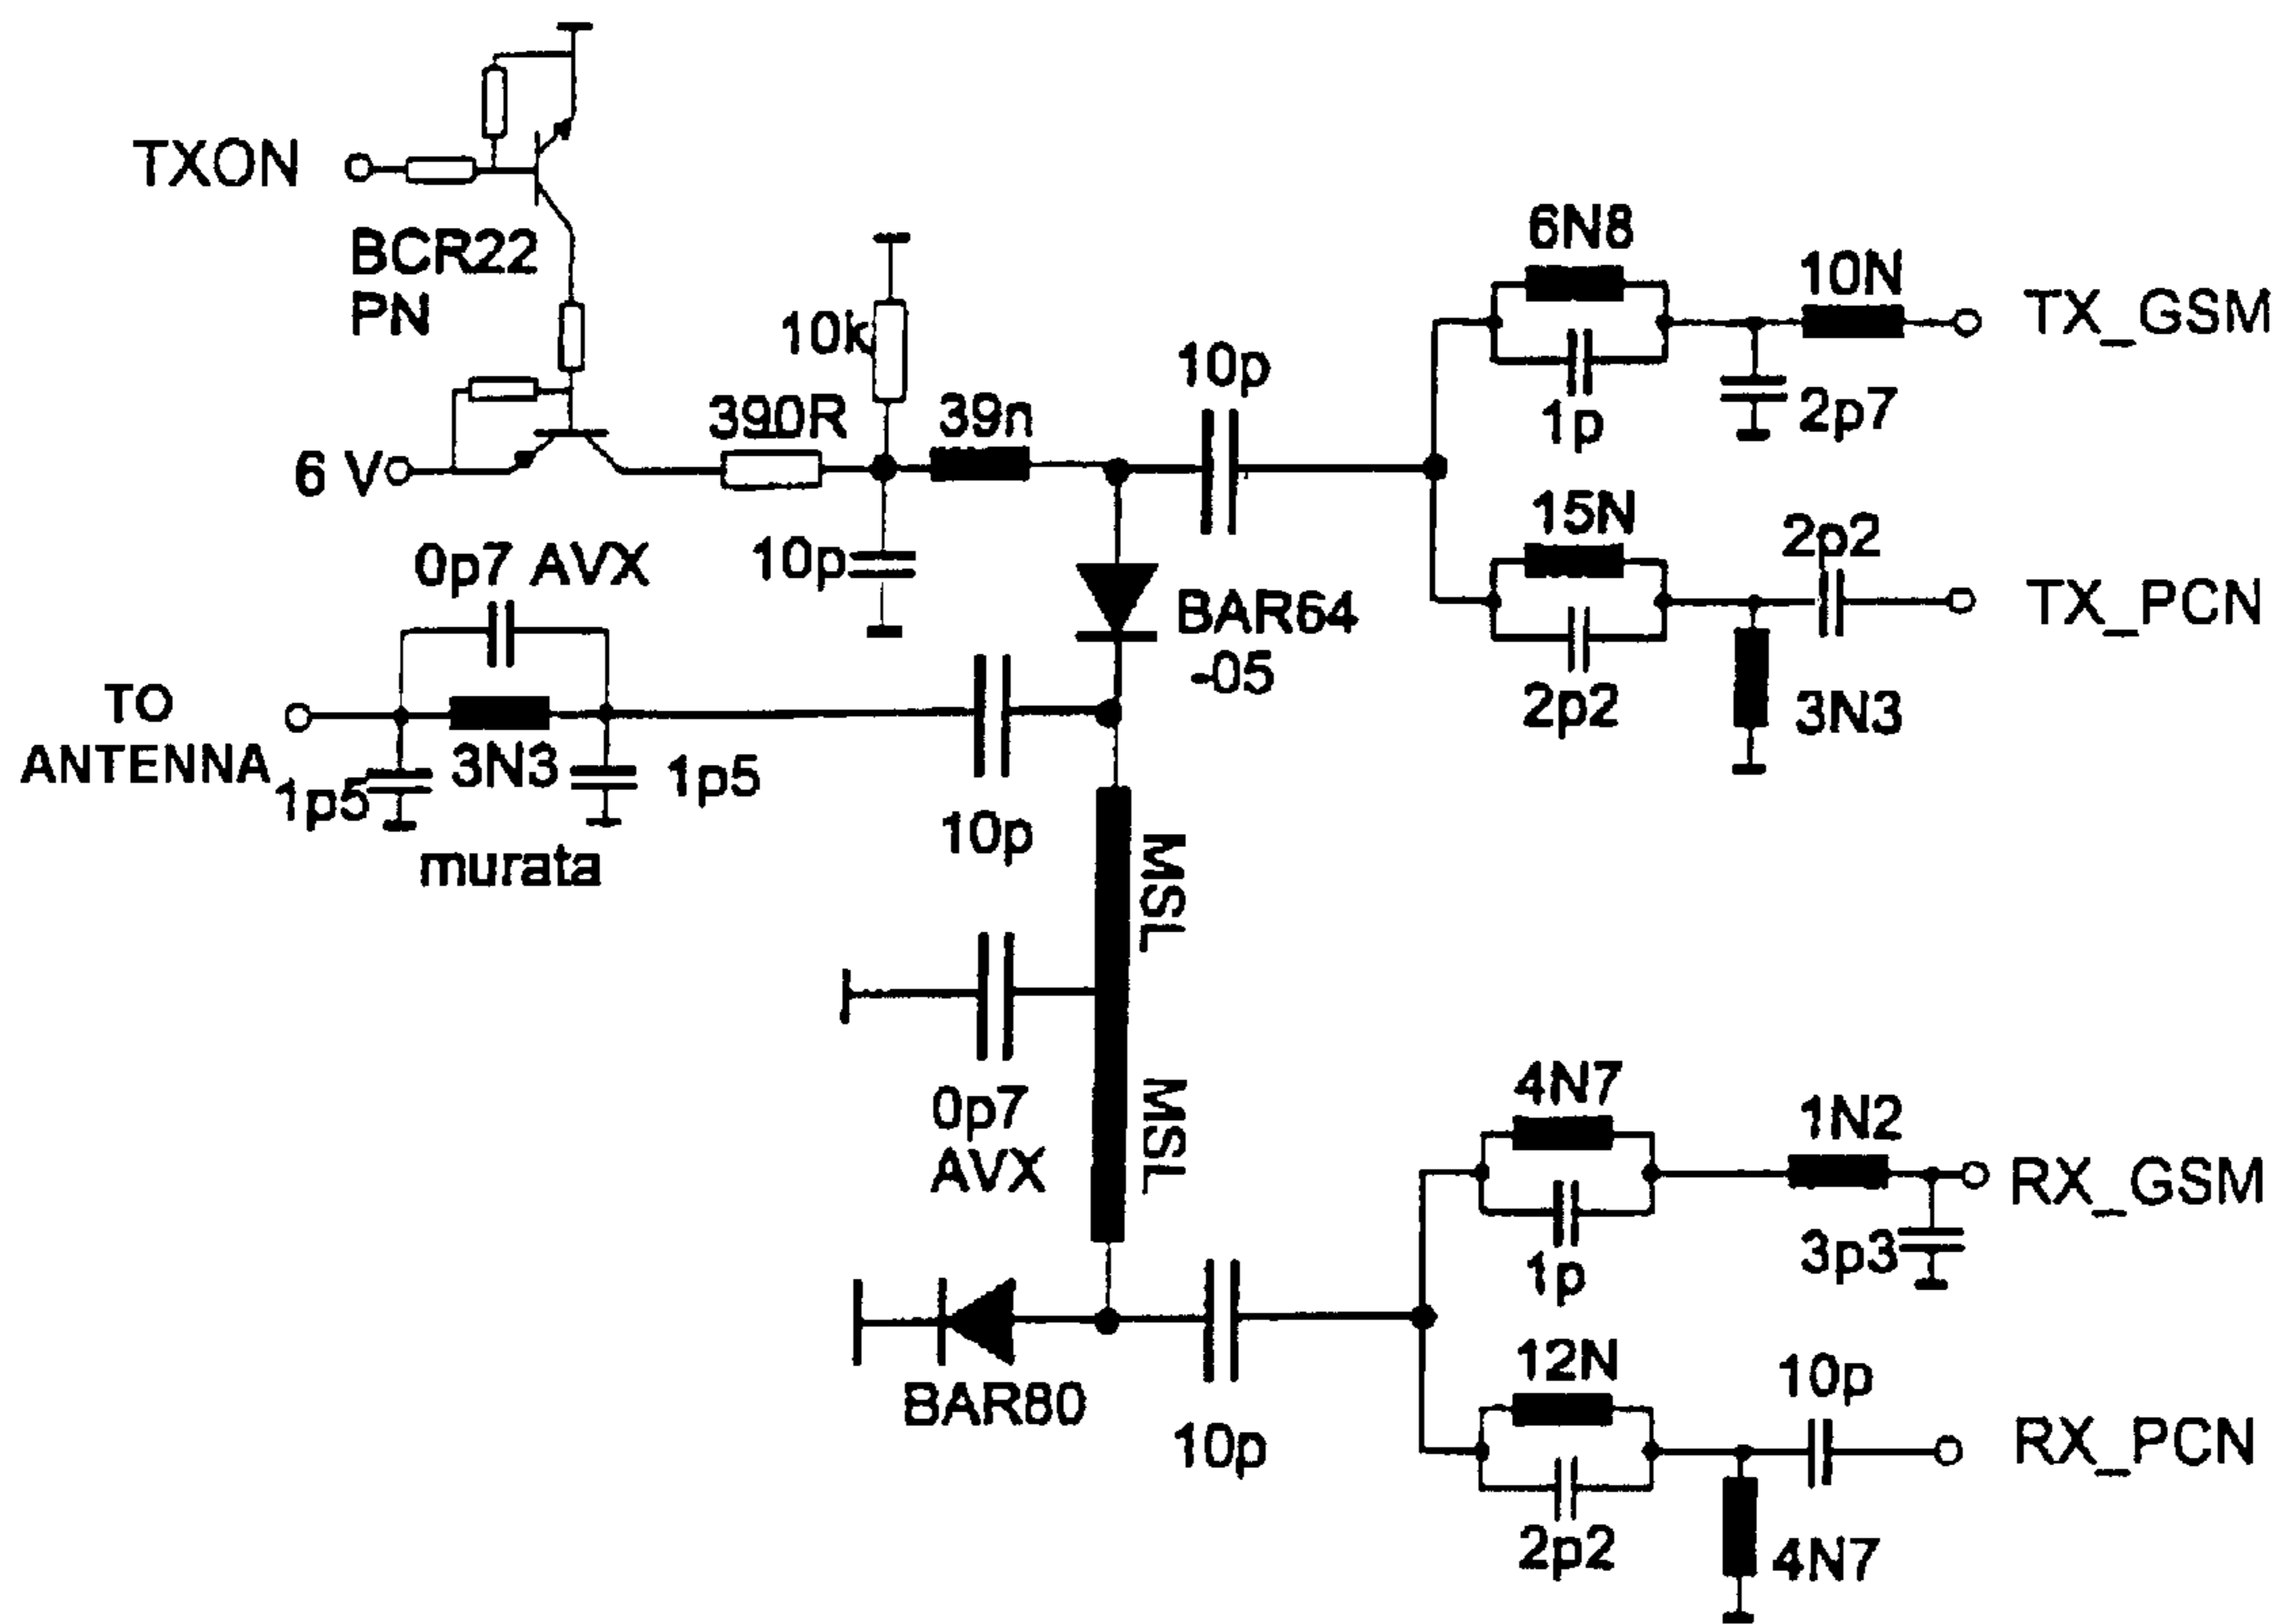 TXON
BCR22
PN
6 V
390R
10k
39n
10p
10p
6N8
1p
10N
2p7
TX_GSM
15N
2p2
2p2
3N3
TX_PCN
BAR64
-05
0p7 AVX
TO
ANTENNA
1p5
3N3
1p5
murata
10p
MSL
0p7
AVX
MSL
BAR80
10p
4N7
1p
1N2
3p3
RX_GSM
12N
2p2
10p
4N7
RX_PCN